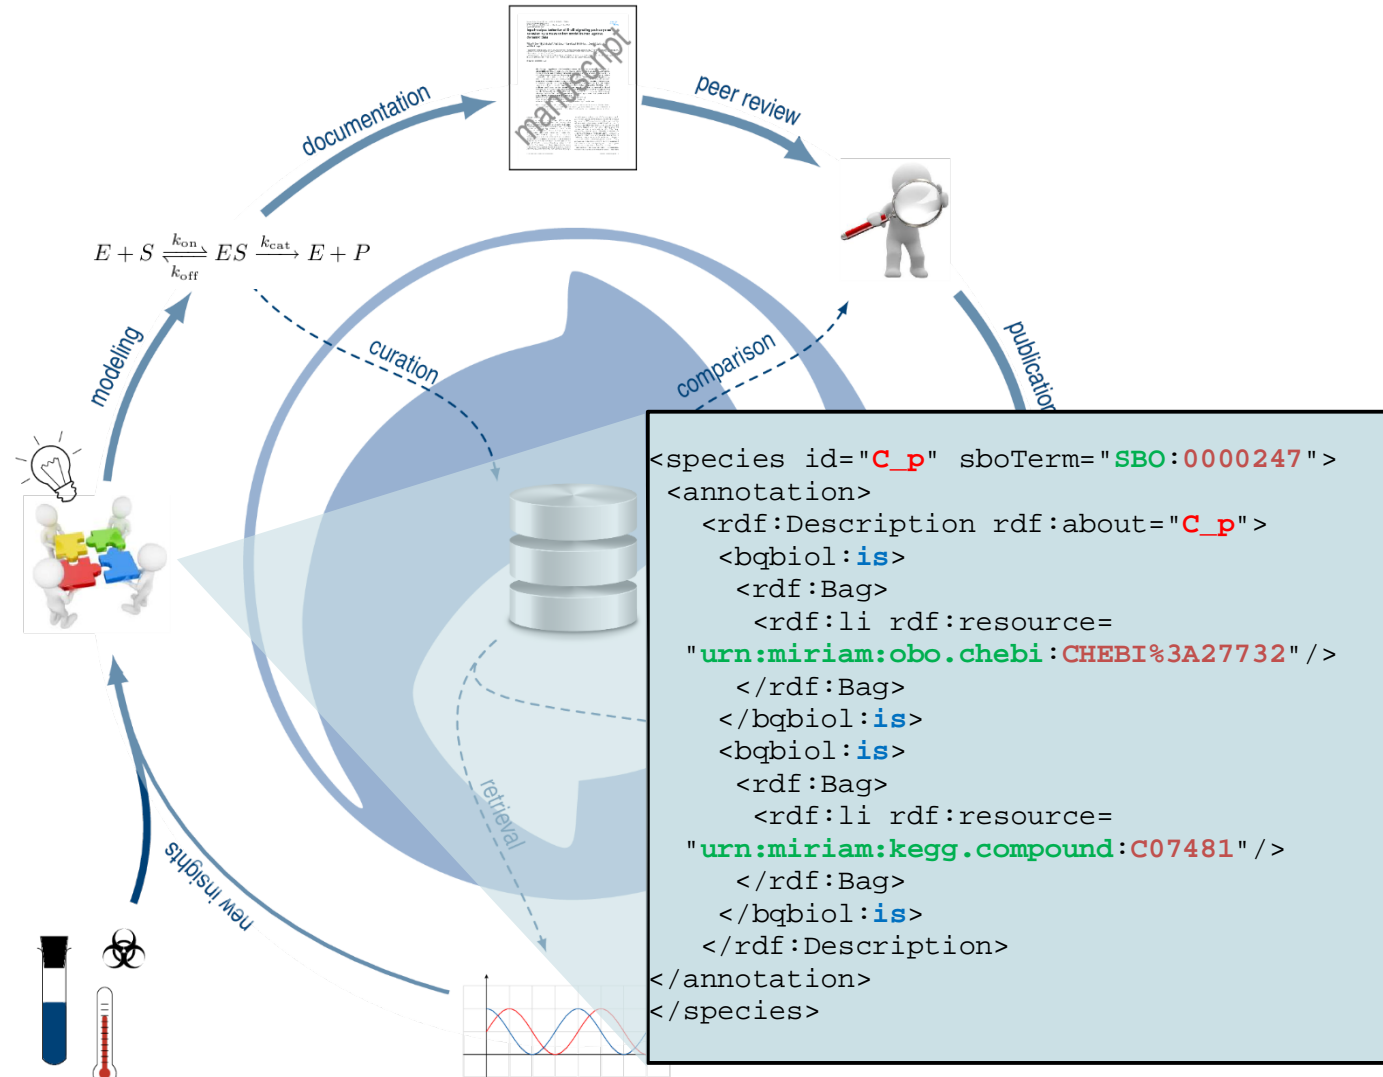 manuscript
documentation
peer review
E + S k_on k_off ES k_cat E + P
modeling
curation
comparison
publication
<species id="C_p" sboTerm="SBO:0000247">
<annotation>
<rdf:Description rdf:about="C_p">
<bqbiol:is>
<rdf:Bag>
<rdf:li rdf:resource=
"urn:miriam:obo.chebi:CHEBI%3A27732"/>
</rdf:Bag>
</bqbiol:is>
<bqbiol:is>
<rdf:Bag>
<rdf:li rdf:resource=
"urn:miriam:kegg.compound:C07481"/>
</rdf:Bag>
</bqbiol:is>
</rdf:Description>
</annotation>
</species>
retrieval
new insights